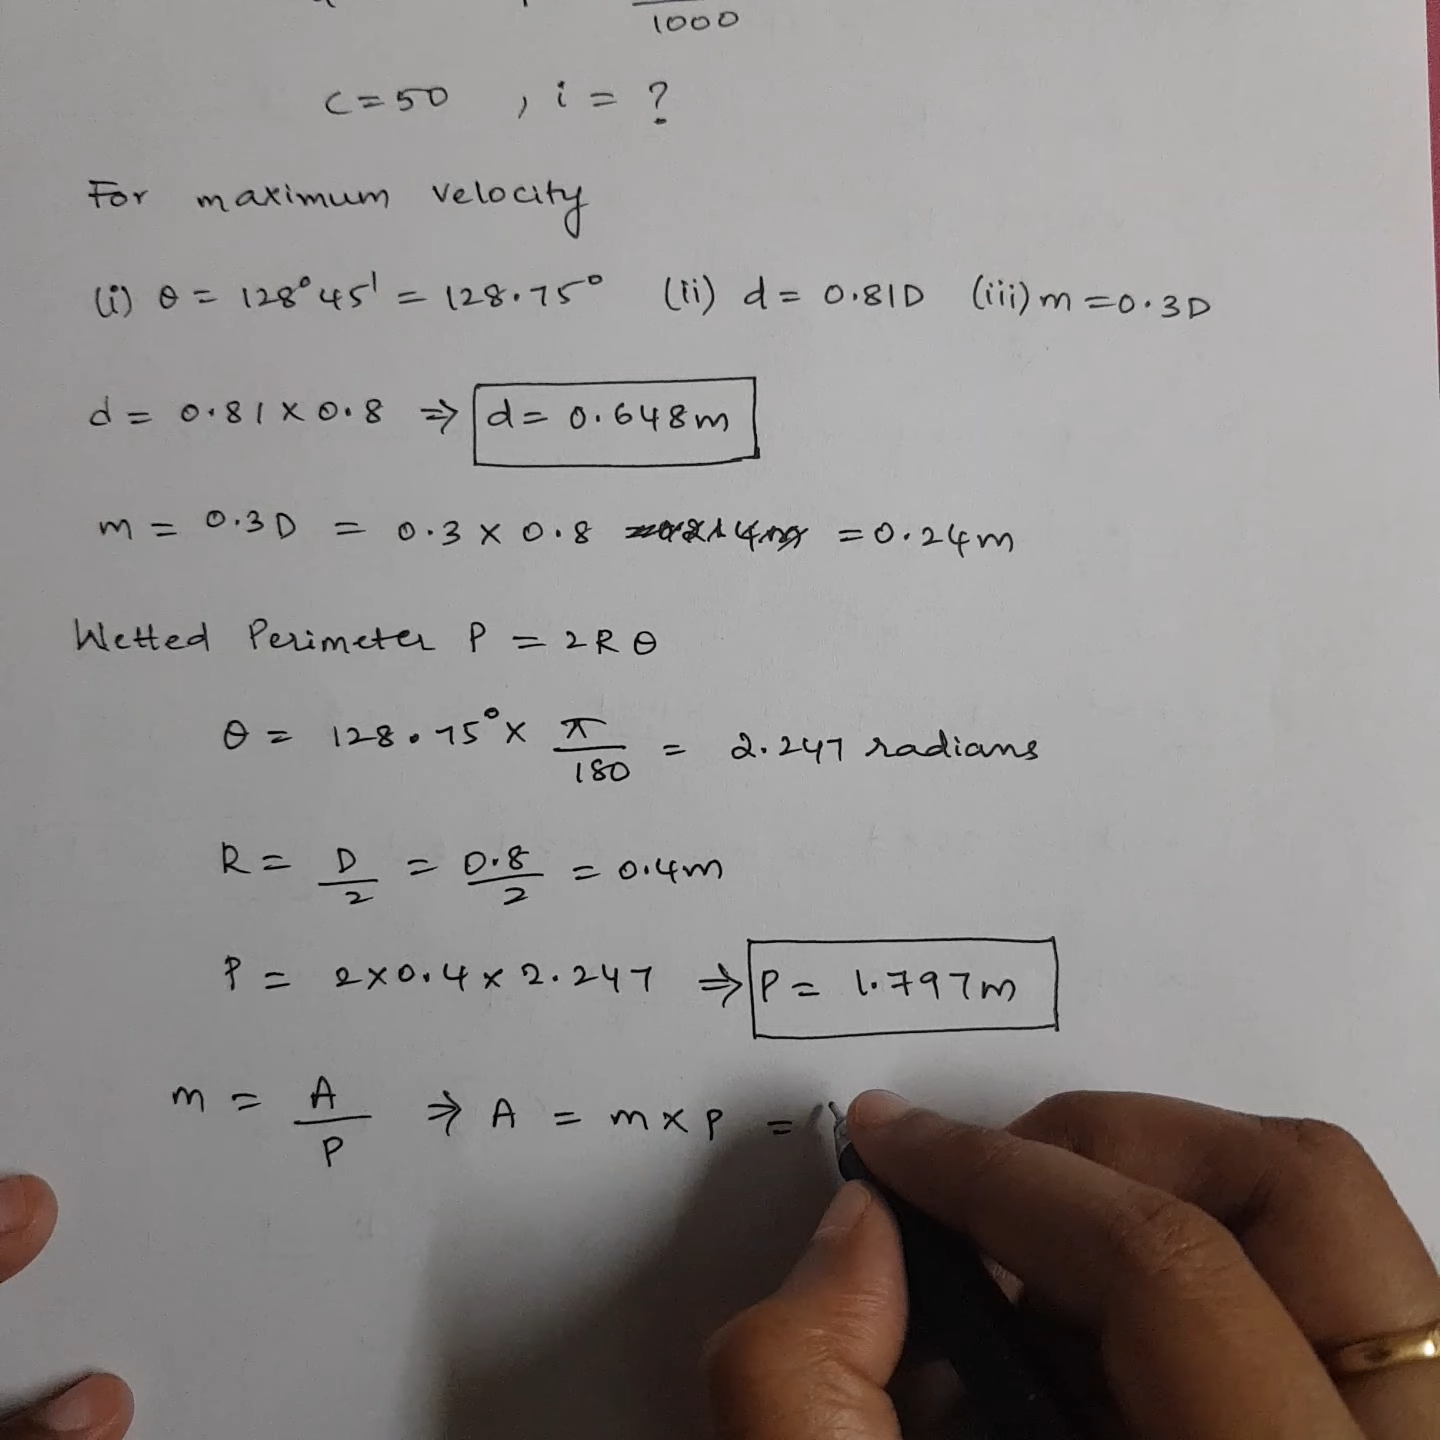 1000
C = 50 , i = ?
For maximum velocity
(i) θ = 128°45' = 128.75° (ii) d = 0.81D (iii) m = 0.3D
d = 0.81 × 0.8 ⇒ d = 0.648m
m = 0.3D = 0.3 × 0.8 = 0.24m
Wetted Perimeter P = 2Rθ
θ = 128.75° × π/180 = 2.247 radians
R = D/2 = 0.8/2 = 0.4m
P = 2×0.4×2.247 ⇒ P = 1.797m
m = A/P ⇒ A = m×P =